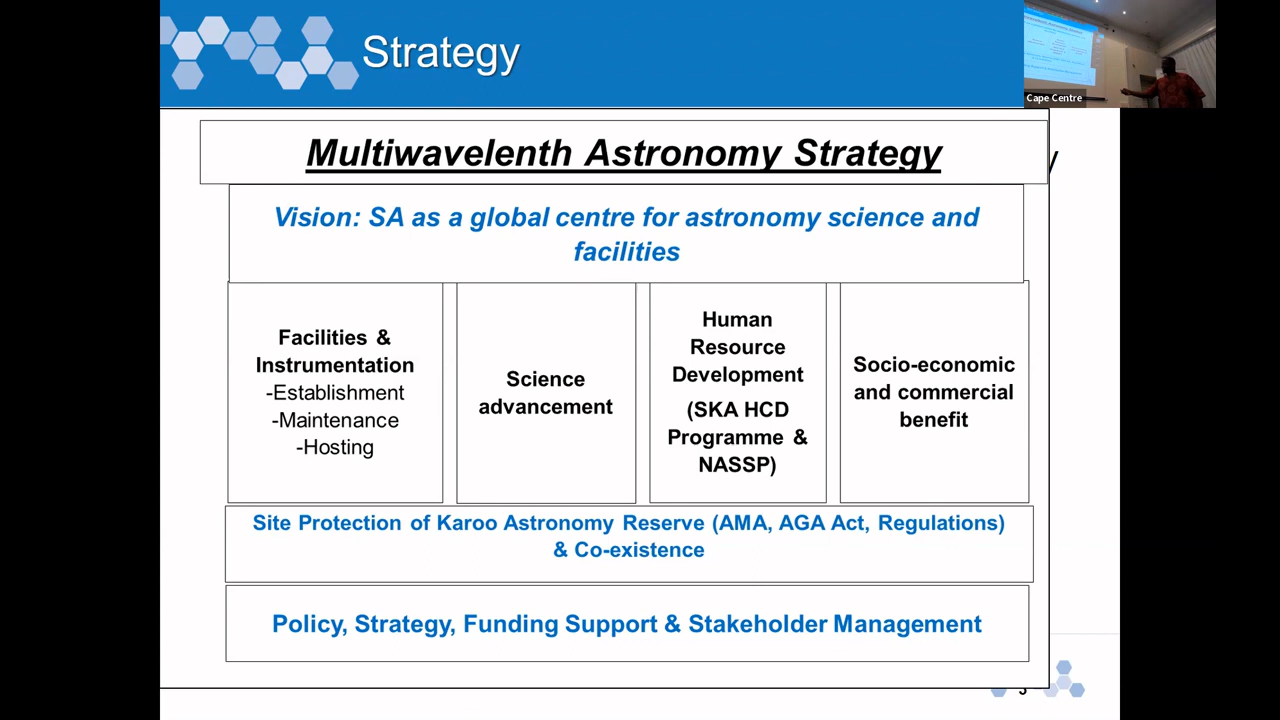 Strategy
Cape Centre
Multiwavelenth Astronomy Strategy
Vision: SA as a global centre for astronomy science and
facilities
Facilities &
Instrumentation
-Establishment
-Maintenance
-Hosting
Science
advancement
Human
Resource
Development
(SKA HCD
Programme &
NASSP)
Socio-economic
and commercial
benefit
Site Protection of Karoo Astronomy Reserve (AMA, AGA Act, Regulations)
& Co-existence
Policy, Strategy, Funding Support & Stakeholder Management